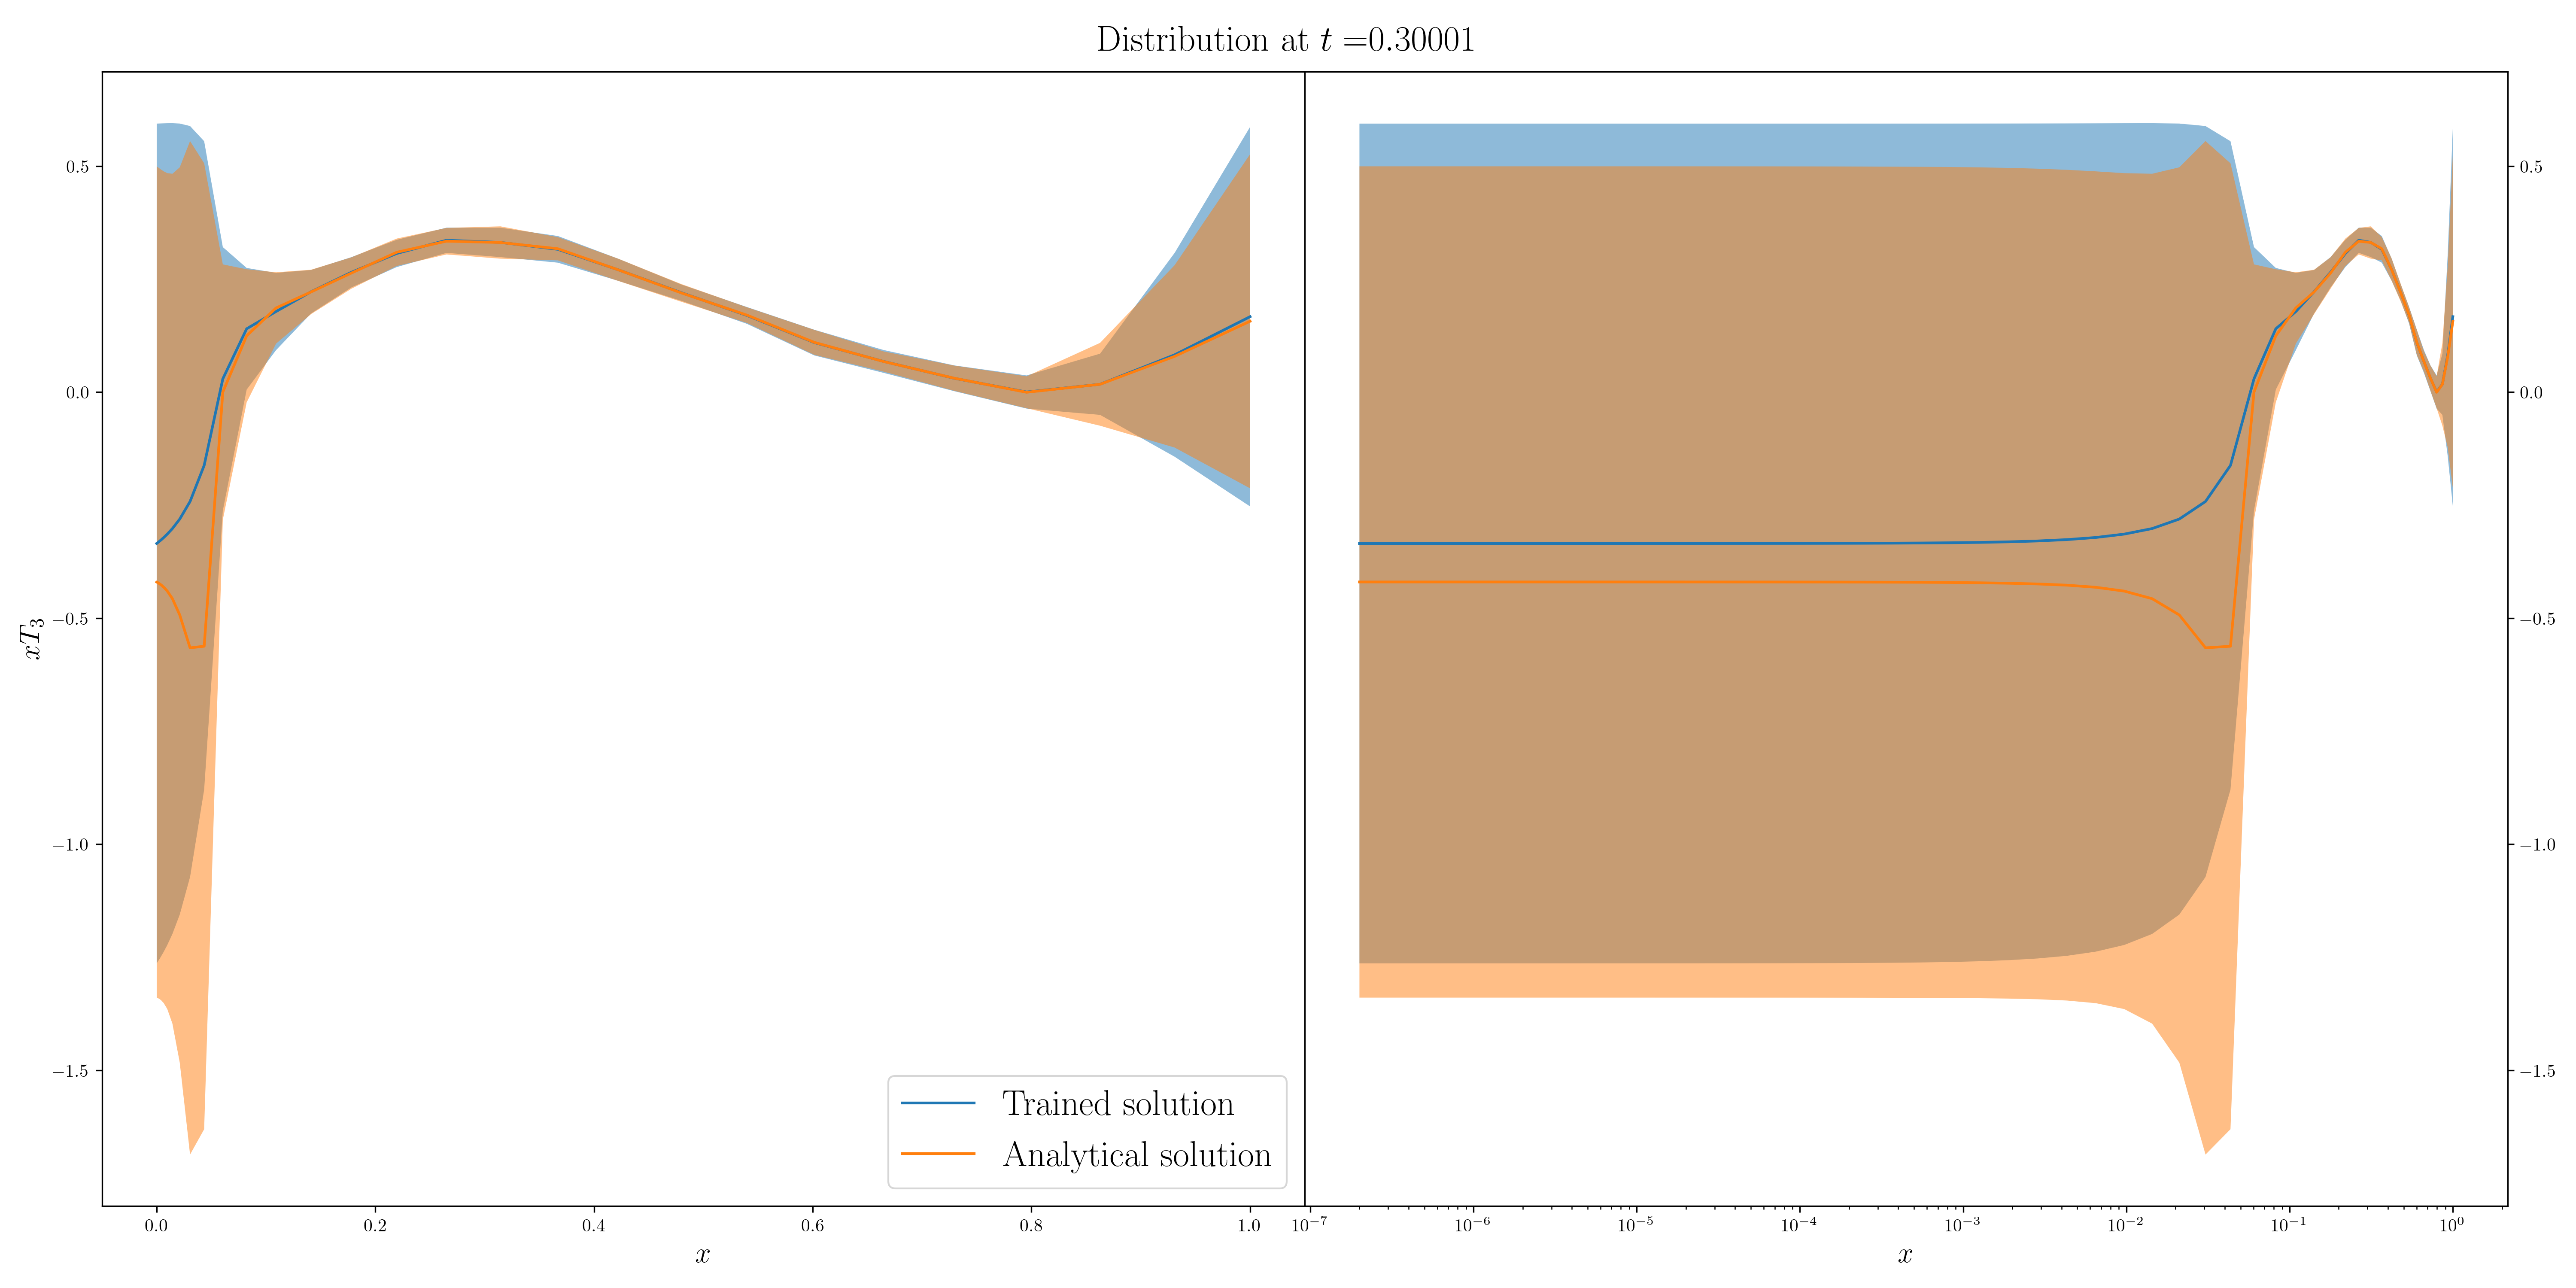 Distribution at t =0.30001
xT₃
0.5
0.0
−0.5
−1.0
−1.5
0.0 0.2 0.4 0.6 0.8 1.0
x
Trained solution
Analytical solution
10⁻⁷ 10⁻⁶ 10⁻⁵ 10⁻⁴ 10⁻³ 10⁻² 10⁻¹ 10⁰
x
0.5
0.0
−0.5
−1.0
−1.5